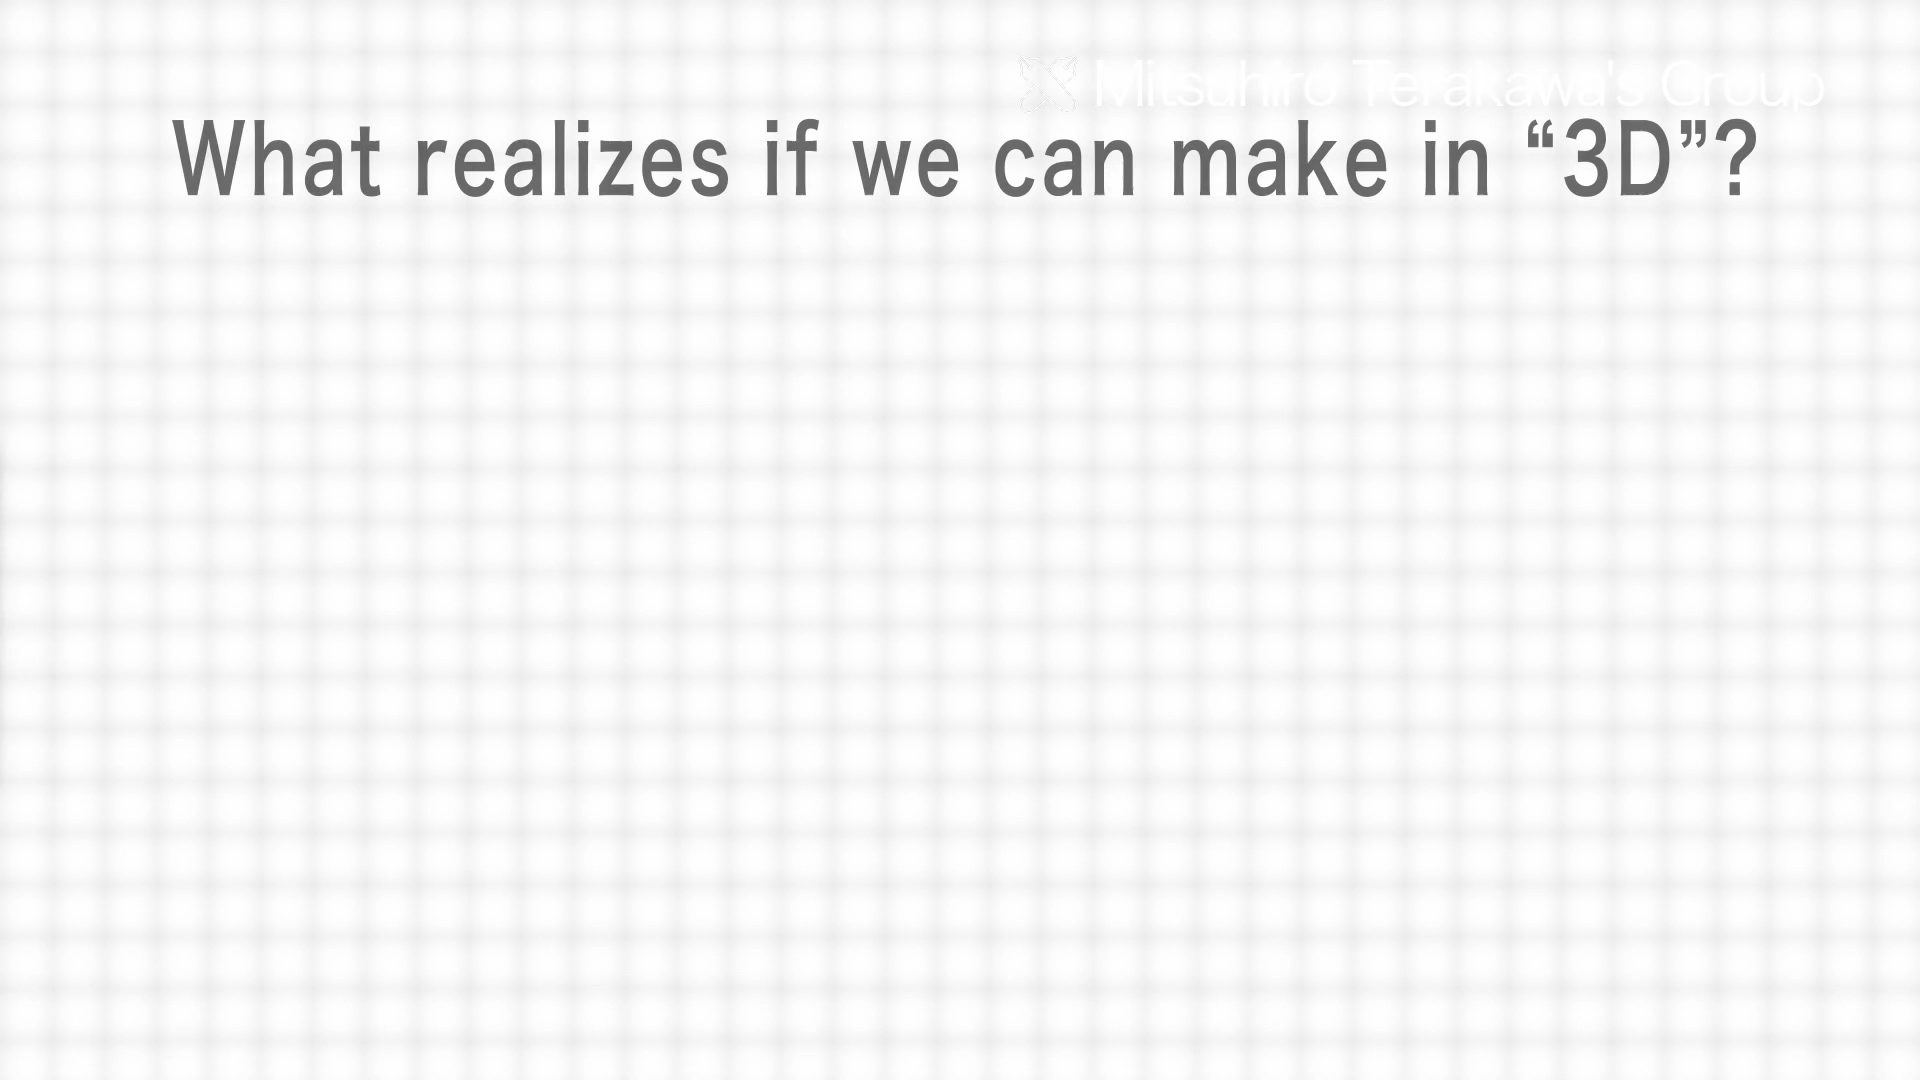 Mitsuhiro Terakawa's Group
What realizes if we can make in “3D”?